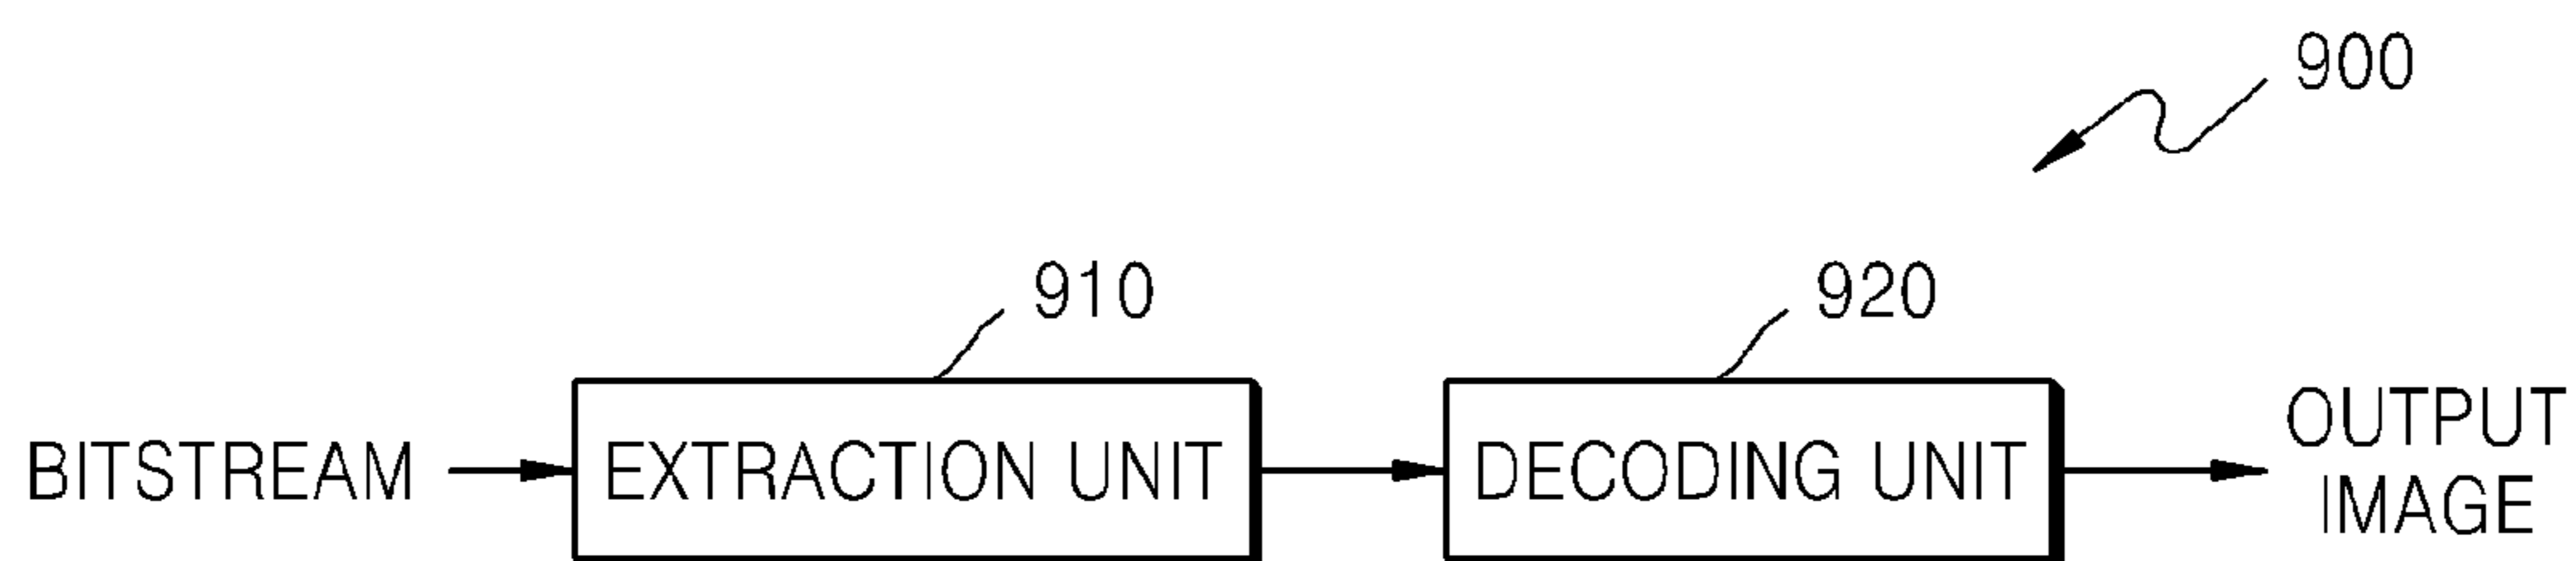 900
910
920
BITSTREAM
EXTRACTION UNIT
DECODING UNIT
OUTPUT
IMAGE